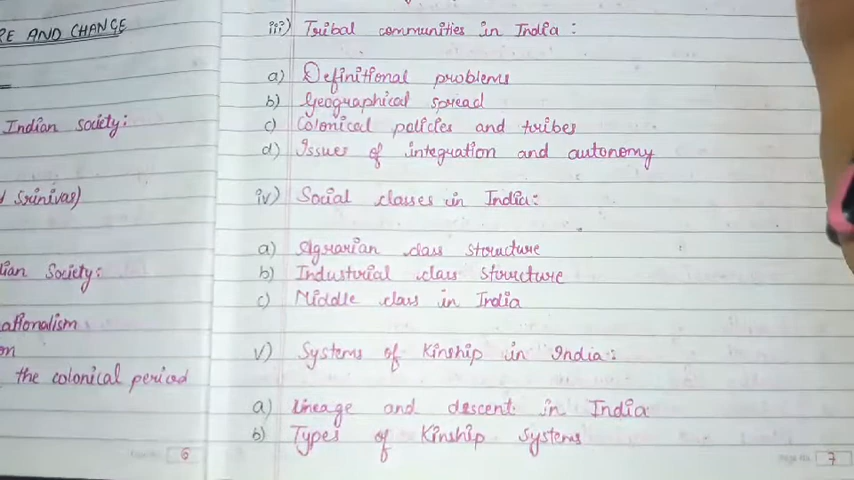 RE AND CHANGE
Indian society:
Srinivas)
ian Society:
ationalism
on
the colonical period
6
iii) Tribal communities in India :
a) Definitional problems
b) Geographical spread
c) Colonical policies and tribes
d) Issues of integration and autonomy
iv) Social classes in India:
a) Agrarian class structure
b) Industrial class structure
c) Middle class in India
v) Systems of Kinship in India:
a) Lineage and descent in India
b) Types of Kinship Systems
Page No. 7